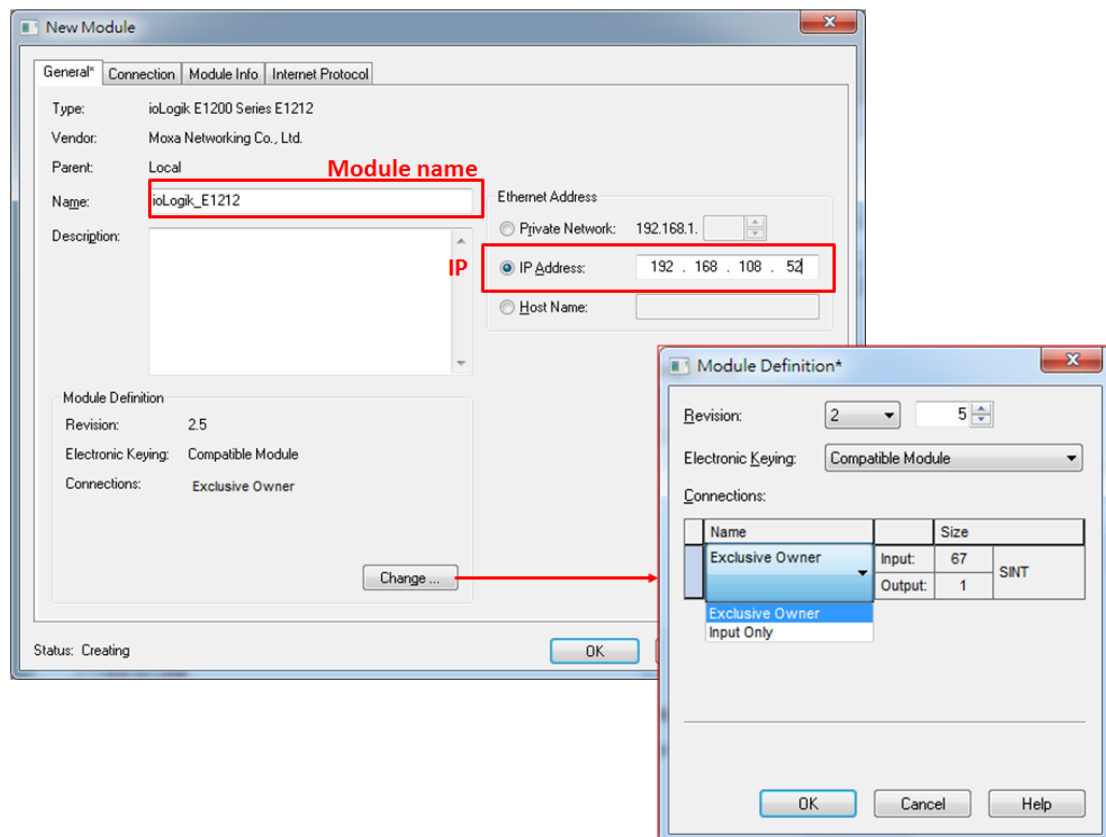 New Module
General* Connection Module Info Internet Protocol
Type: ioLogik E1200 Series E1212
Vendor: Moxa Networking Co., Ltd.
Parent: Local
Module name
Name: ioLogik_E1212
Description:
Ethernet Address
Private Network: 192.168.1.
IP
IP Address: 192 . 168 . 108 . 52
Host Name:
Module Definition
Revision: 2.5
Electronic Keying: Compatible Module
Connections: Exclusive Owner
Change ...
Status: Creating
OK
Module Definition*
Revision: 2 5
Electronic Keying: Compatible Module
Connections:
Name Size
Exclusive Owner Input: 67 SINT
Output: 1
Exclusive Owner
Input Only
OK Cancel Help